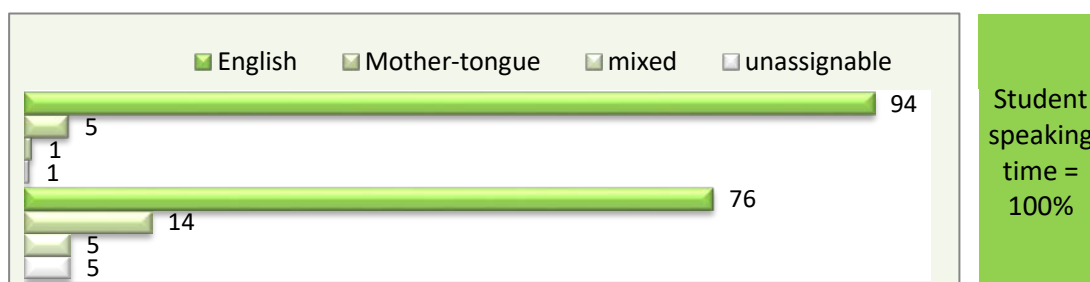 English Mother-tongue mixed unassignable
94
5
1
1
76
14
5
5
Student
speaking
time =
100%